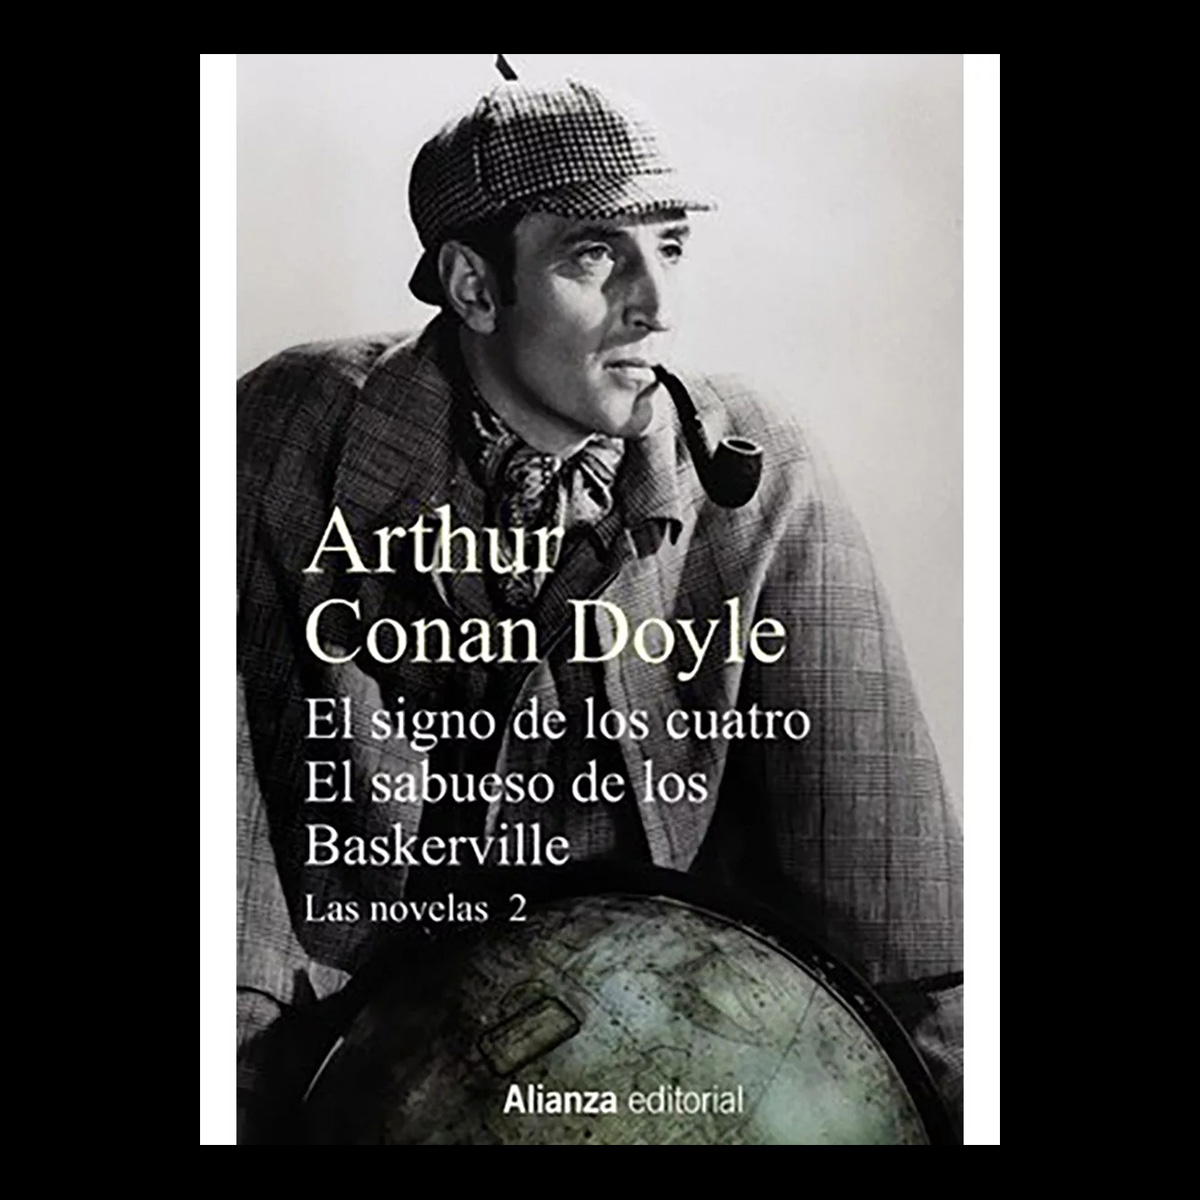 Arthur
Conan Doyle
El signo de los cuatro
El sabueso de los
Baskerville
Las novelas 2
Alianza editorial